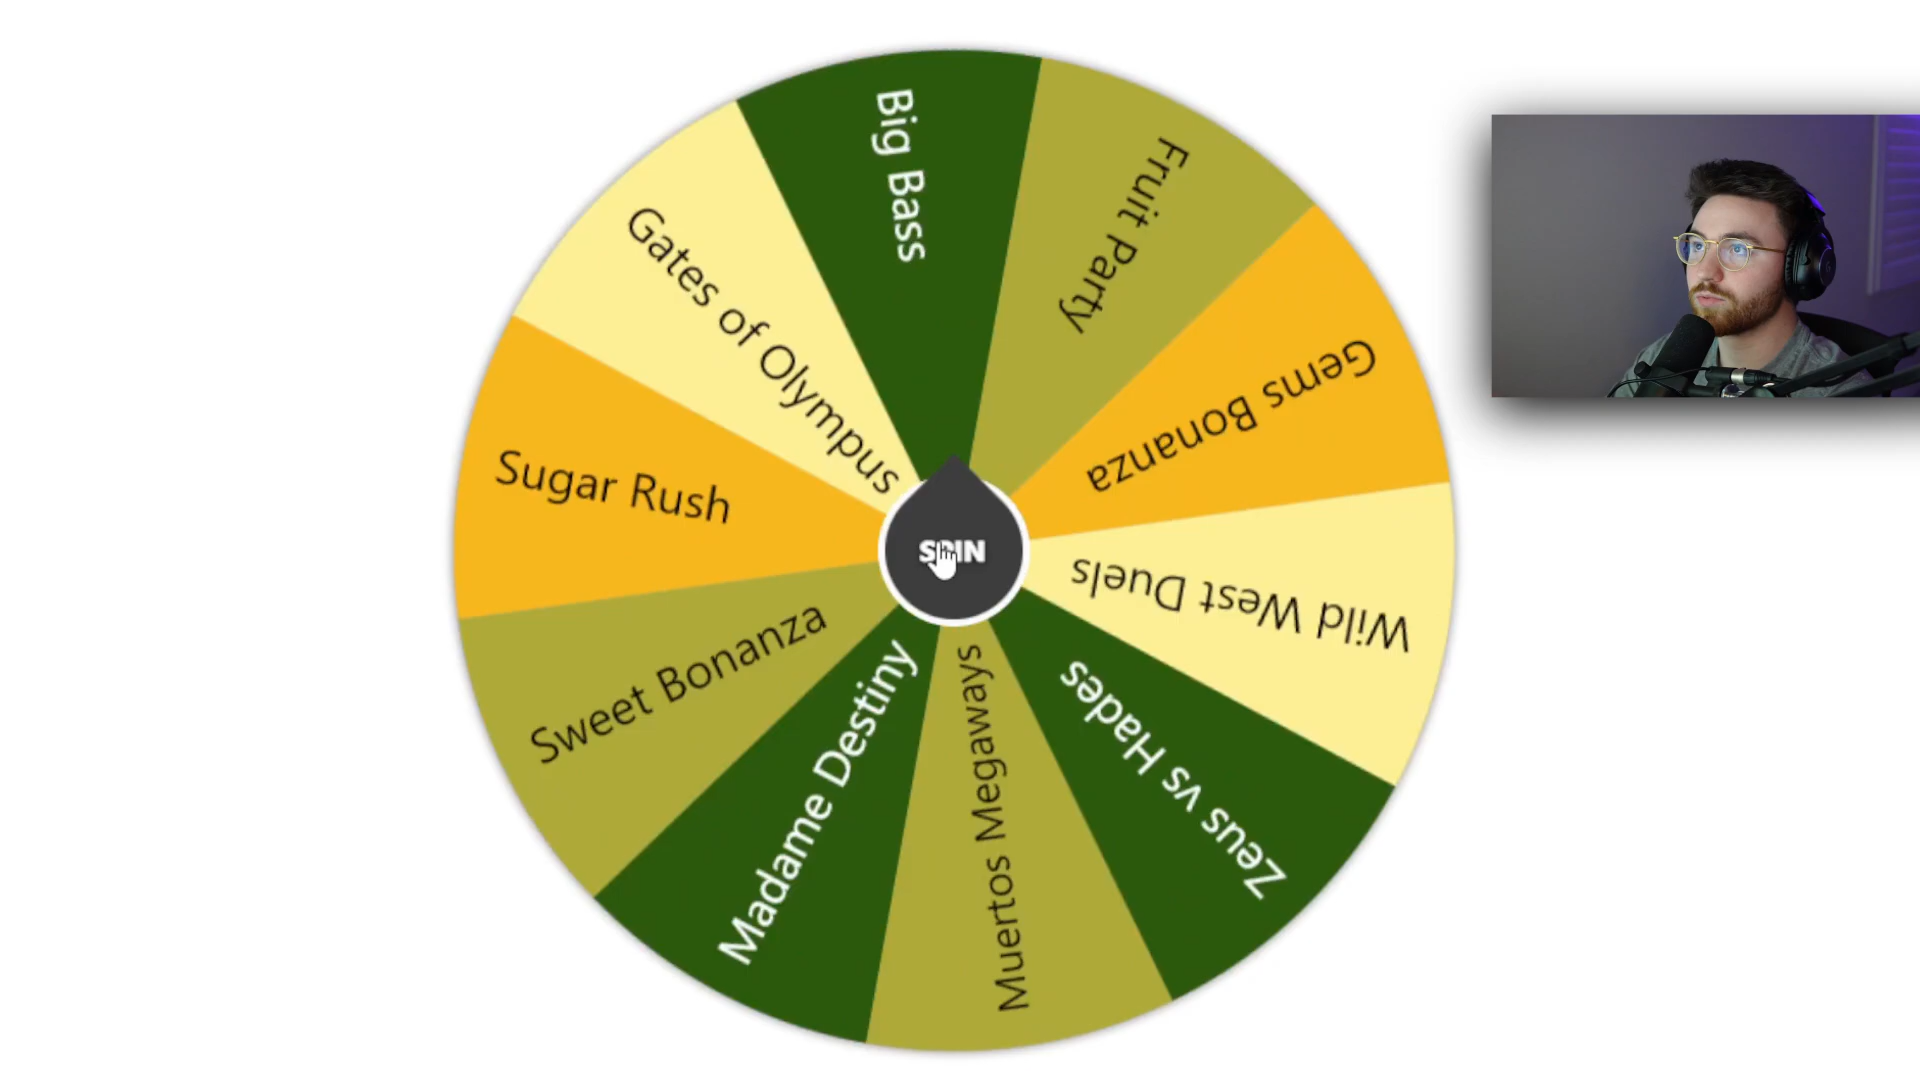 Big Bass
Fruit Party
Gems Bonanza
Wild West Duels
Zeus vs Hades
Muertos Megaways
Madame Destiny
Sweet Bonanza
Sugar Rush
Gates of Olympus
SPIN